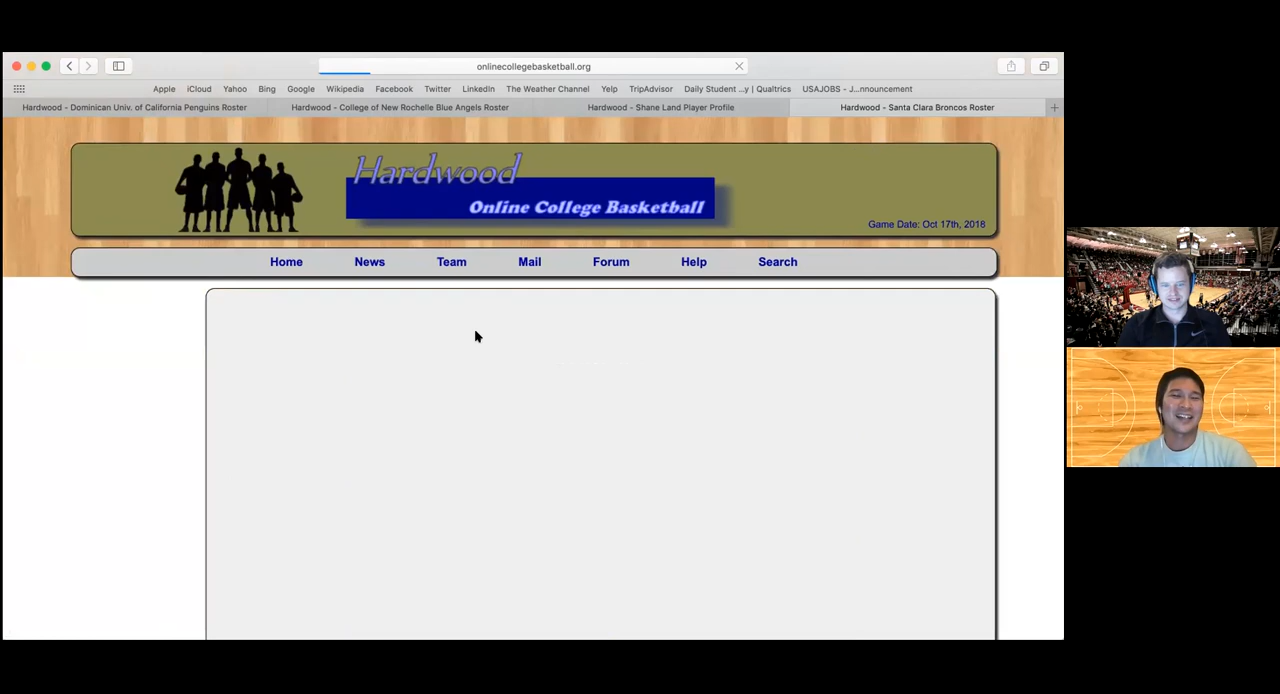 onlinecollegebasketball.org
Apple iCloud Yahoo Bing Google Wikipedia Facebook Twitter LinkedIn The Weather Channel Yelp TripAdvisor Daily Student ...y | Qualtrics USAJOBS - J...nnouncement
Hardwood - Dominican Univ. of California Penguins Roster Hardwood - College of New Rochelle Blue Angels Roster Hardwood - Shane Land Player Profile Hardwood - Santa Clara Broncos Roster
Hardwood
Online College Basketball
Game Date: Oct 17th, 2018
Home News Team Mail Forum Help Search